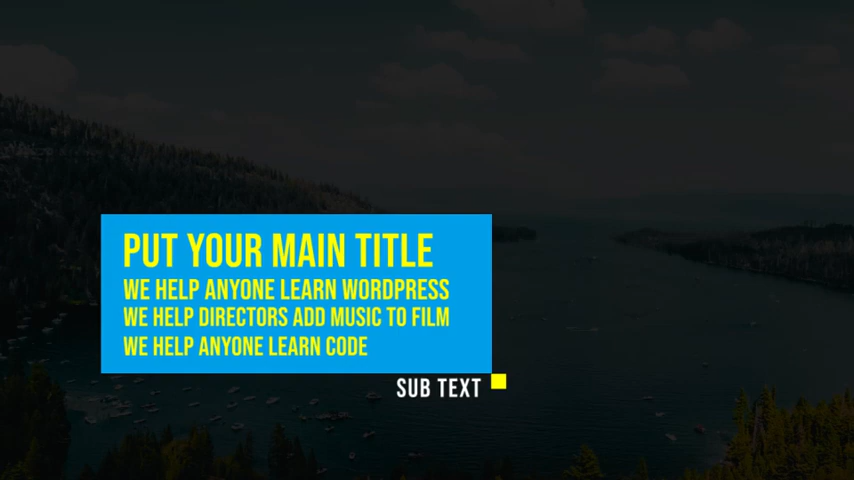 PUT YOUR MAIN TITLE
WE HELP ANYONE LEARN WORDPRESS
WE HELP DIRECTORS ADD MUSIC TO FILM
WE HELP ANYONE LEARN CODE
SUB TEXT